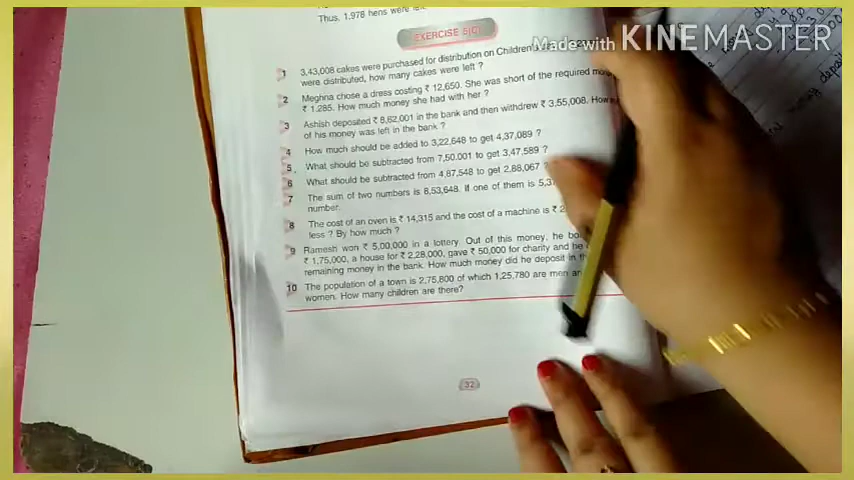 Thus, 1,978 hens were
EXERCISE 5(C)
Made with KINEMASTER
1 3,43,008 cakes were purchased for distribution on Children's
were distributed, how many cakes were left ?
2 Meghna chose a dress costing ₹ 12,650. She was short of the required
₹ 1,285. How much money she had with her ?
3 Ashish deposited ₹ 8,62,001 in the bank and then withdrew ₹ 3,55,008. How
of his money was left in the bank ?
4 How much should be added to 3,22,648 to get 4,37,089 ?
5. What should be subtracted from 7,50,001 to get 3,47,589 ?
6 What should be subtracted from 4,87,548 to get 2,88,067 ?
7 The sum of two numbers is 8,53,648. If one of them is
number.
8 The cost of an oven is ₹ 14,315 and the cost of a machine is ₹
less ? By how much ?
9 Ramesh won ₹ 5,00,000 in a lottery. Out of this money, he
₹ 1,75,000, a house for ₹ 2,28,000, gave ₹ 50,000 for charity and he
remaining money in the bank. How much money did he deposit in
10 The population of a town is 2,75,800 of which 1,25,780 are men
women. How many children are there?
32